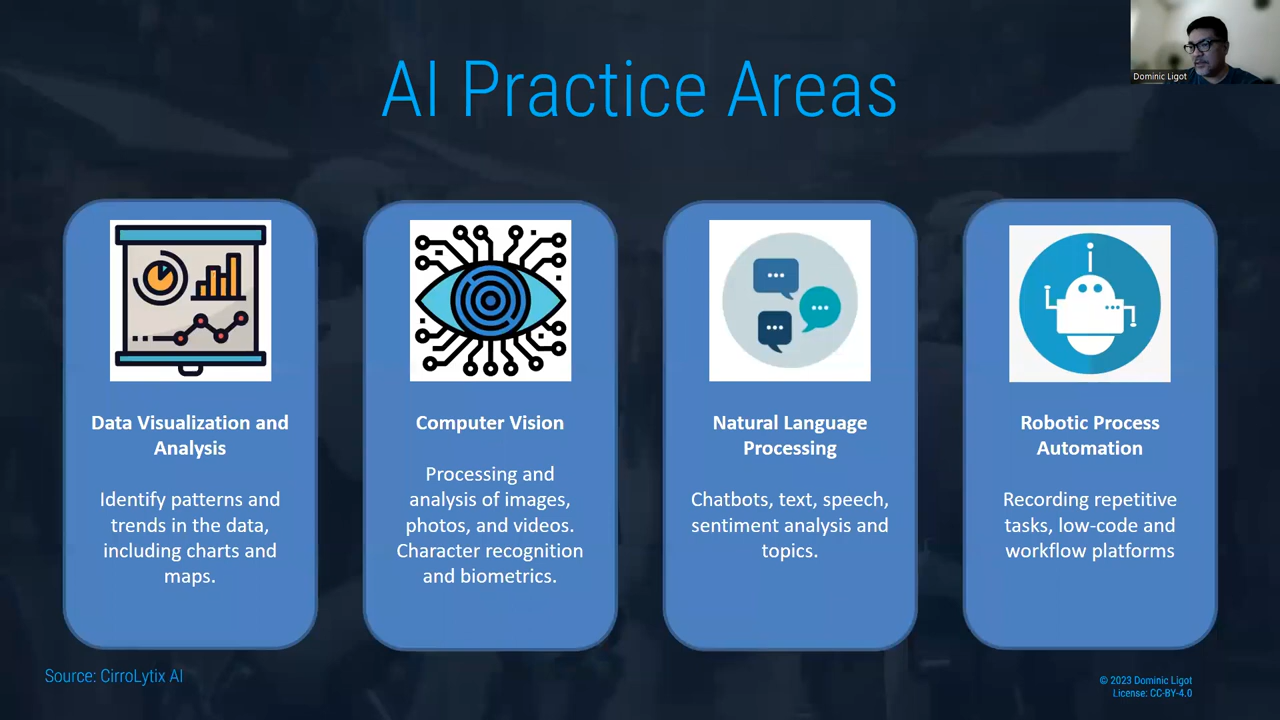 Dominic Ligot
AI Practice Areas
Data Visualization and
Analysis
Identify patterns and
trends in the data,
including charts and
maps.
Computer Vision
Processing and
analysis of images,
photos, and videos.
Character recognition
and biometrics.
Natural Language
Processing
Chatbots, text, speech,
sentiment analysis and
topics.
Robotic Process
Automation
Recording repetitive
tasks, low-code and
workflow platforms
Source: CirroLytix AI
© 2023 Dominic Ligot
License: CC-BY-4.0